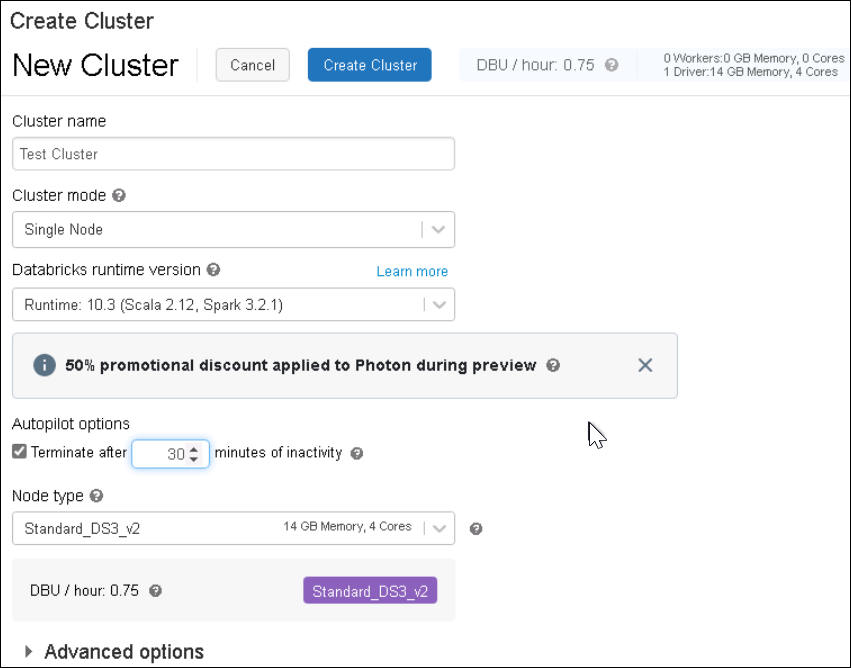 Create Cluster
New Cluster
Cancel
Create Cluster
DBU / hour: 0.75
0 Workers:0 GB Memory, 0 Cores
1 Driver:14 GB Memory, 4 Cores
Cluster name
Test Cluster
Cluster mode
Single Node
Databricks runtime version
Learn more
Runtime: 10.3 (Scala 2.12, Spark 3.2.1)
50% promotional discount applied to Photon during preview
Autopilot options
Terminate after 30 minutes of inactivity
Node type
Standard_DS3_v2 14 GB Memory, 4 Cores
DBU / hour: 0.75 Standard_DS3_v2
Advanced options